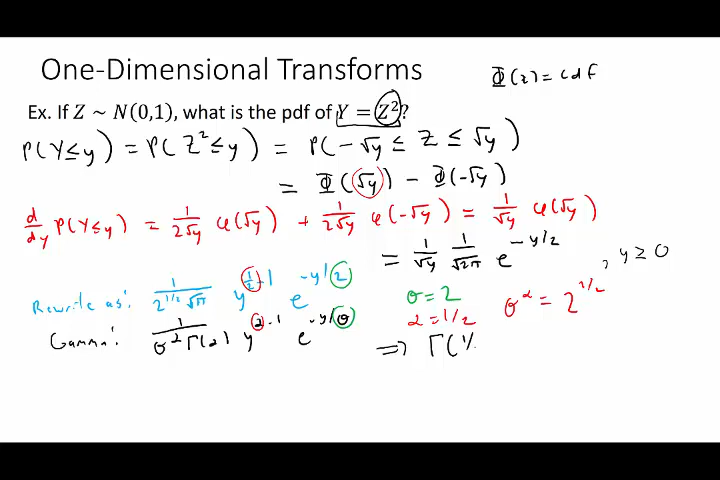 One-Dimensional Transforms
Φ(z) = cdf
Ex. If Z ~ N(0,1), what is the pdf of Y = Z²?
P(Y ≤ y) = P(Z² ≤ y) = P(-√y ≤ Z ≤ √y)
= Φ(√y) - Φ(-√y)
d/dy P(Y ≤ y) = 1/(2√y) φ(√y) + 1/(2√y) φ(-√y) = 1/√y φ(√y)
= 1/√y 1/√2π e^(-y/2) , y ≥ 0
Rewrite as: 1/(2^(1/2) √π) y^(1/2 - 1) e^(-y/2)
θ = 2
α = 1/2
θ^α = 2^(1/2)
Gamma: 1/(θ^α Γ(α)) y^(α-1) e^(-y/θ)
⇒ Γ(1/